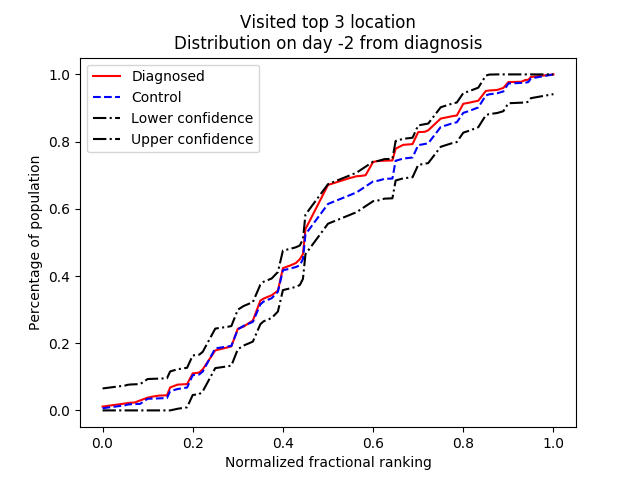 Visited top 3 location
Distribution on day -2 from diagnosis
Diagnosed
Control
Lower confidence
Upper confidence
1.0
0.8
0.6
0.4
0.2
0.0
Percentage of population
0.0 0.2 0.4 0.6 0.8 1.0
Normalized fractional ranking